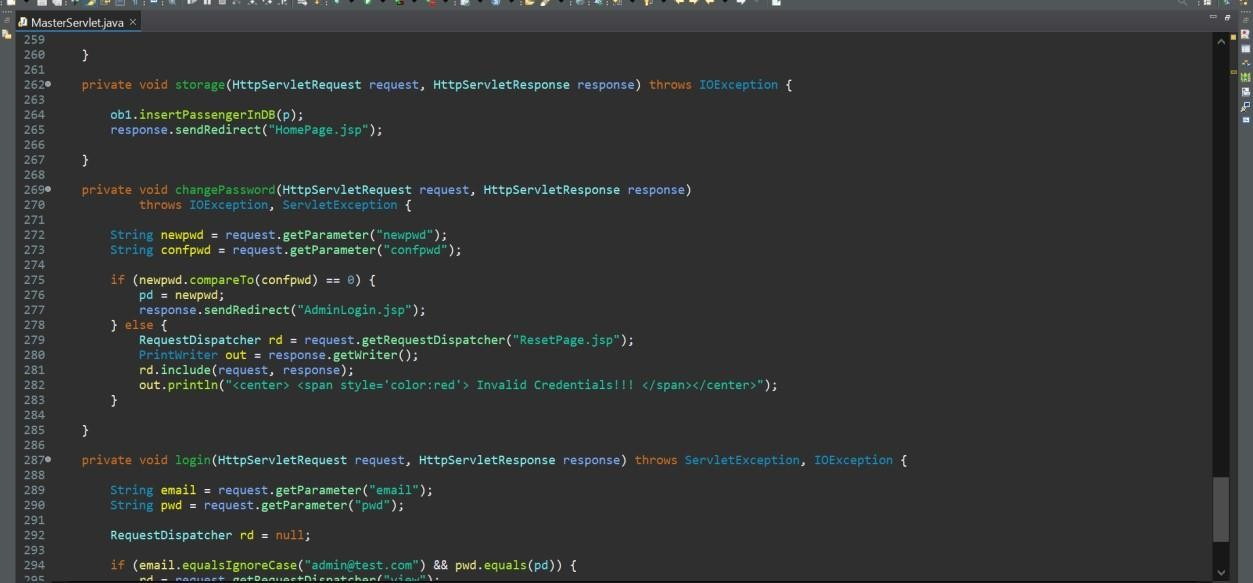 MasterServlet.java
259
260 }
261
262 private void storage(HttpServletRequest request, HttpServletResponse response) throws IOException {
263
264 ob1.insertPassengerInDB(p);
265 response.sendRedirect("HomePage.jsp");
266
267 }
268
269 private void changePassword(HttpServletRequest request, HttpServletResponse response)
270 throws IOException, ServletException {
271
272 String newpwd = request.getParameter("newpwd");
273 String confpwd = request.getParameter("confpwd");
274
275 if (newpwd.compareTo(confpwd) == 0) {
276 pd = newpwd;
277 response.sendRedirect("AdminLogin.jsp");
278 } else {
279 RequestDispatcher rd = request.getRequestDispatcher("ResetPage.jsp");
280 PrintWriter out = response.getWriter();
281 rd.include(request, response);
282 out.println("<center> <span style='color:red'> Invalid Credentials!!! </span></center>");
283 }
284
285 }
286
287 private void login(HttpServletRequest request, HttpServletResponse response) throws ServletException, IOException {
288
289 String email = request.getParameter("email");
290 String pwd = request.getParameter("pwd");
291
292 RequestDispatcher rd = null;
293
294 if (email.equalsIgnoreCase("admin@test.com") && pwd.equals(pd)) {
295 rd = request.getRequestDispatcher("view");